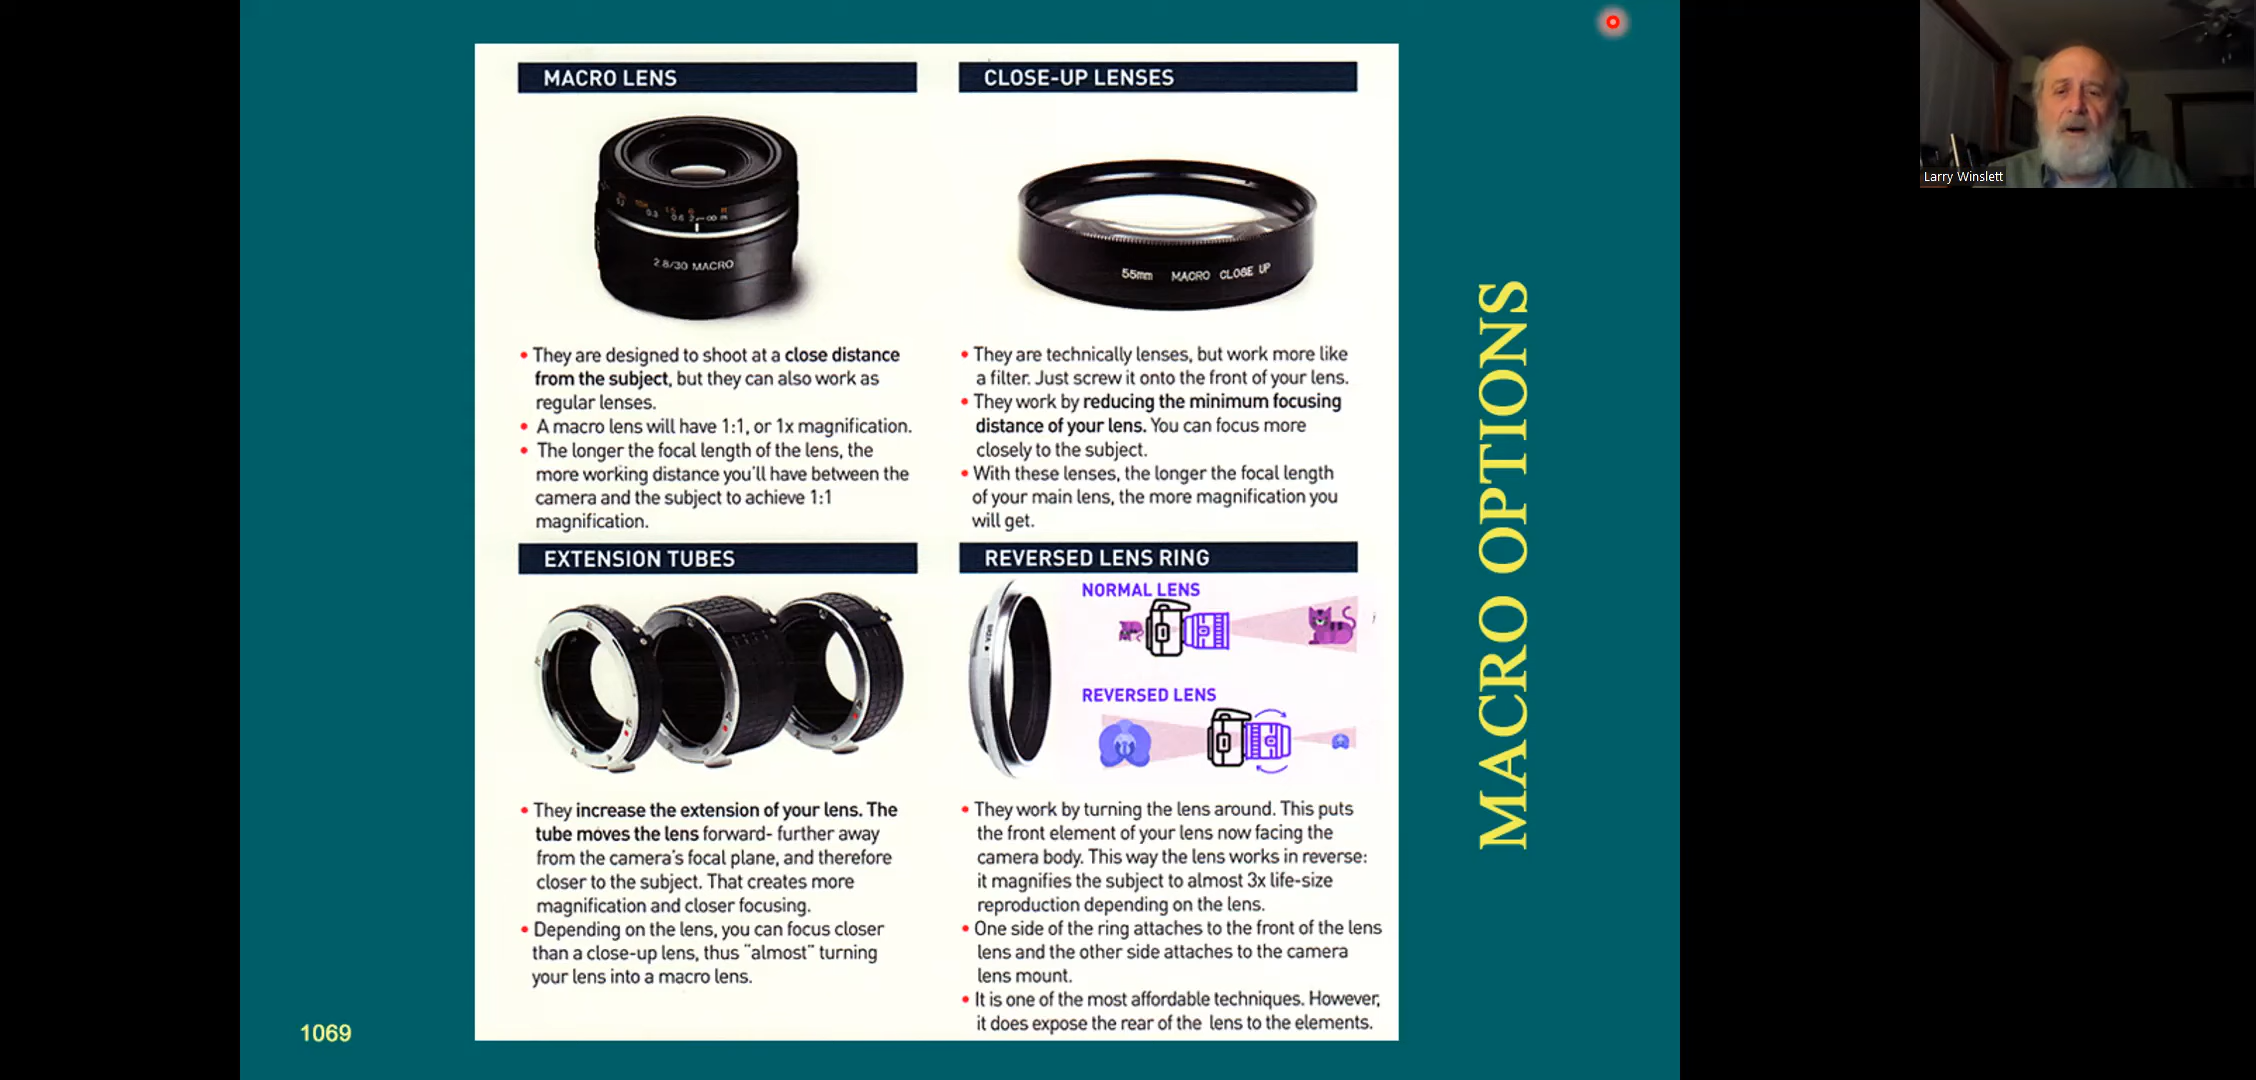 MACRO LENS
2.8/30 MACRO
• They are designed to shoot at a close distance
from the subject, but they can also work as
regular lenses.
• A macro lens will have 1:1, or 1x magnification.
• The longer the focal length of the lens, the
more working distance you'll have between the
camera and the subject to achieve 1:1
magnification.
CLOSE-UP LENSES
55mm MACRO CLOSE UP
• They are technically lenses, but work more like
a filter. Just screw it onto the front of your lens.
• They work by reducing the minimum focusing
distance of your lens. You can focus more
closely to the subject.
• With these lenses, the longer the focal length
of your main lens, the more magnification you
will get.
EXTENSION TUBES
• They increase the extension of your lens. The
tube moves the lens forward- further away
from the camera's focal plane, and therefore
closer to the subject. That creates more
magnification and closer focusing.
• Depending on the lens, you can focus closer
than a close-up lens, thus "almost" turning
your lens into a macro lens.
REVERSED LENS RING
NORMAL LENS
REVERSED LENS
• They work by turning the lens around. This puts
the front element of your lens now facing the
camera body. This way the lens works in reverse:
it magnifies the subject to almost 3x life-size
reproduction depending on the lens.
• One side of the ring attaches to the front of the lens
lens and the other side attaches to the camera
lens mount.
• It is one of the most affordable techniques. However,
it does expose the rear of the lens to the elements.
MACRO OPTIONS
1069
Larry Winslett